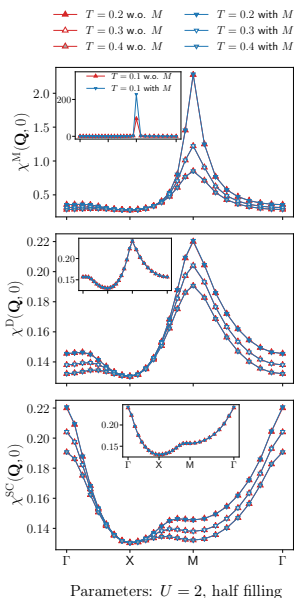 T = 0.2 w.o. M T = 0.2 with M
T = 0.3 w.o. M T = 0.3 with M
T = 0.4 w.o. M T = 0.4 with M
χ^M(Q, 0)
2.0
1.5
1.0
0.5
200
0
T = 0.1 w.o. M
T = 0.1 with M
χ^D(Q, 0)
0.22
0.20
0.18
0.16
0.14
0.20
0.15
χ^SC(Q, 0)
0.22
0.20
0.18
0.16
0.14
0.20
0.15
Γ X M Γ
Γ X M Γ
Parameters: U = 2, half filling